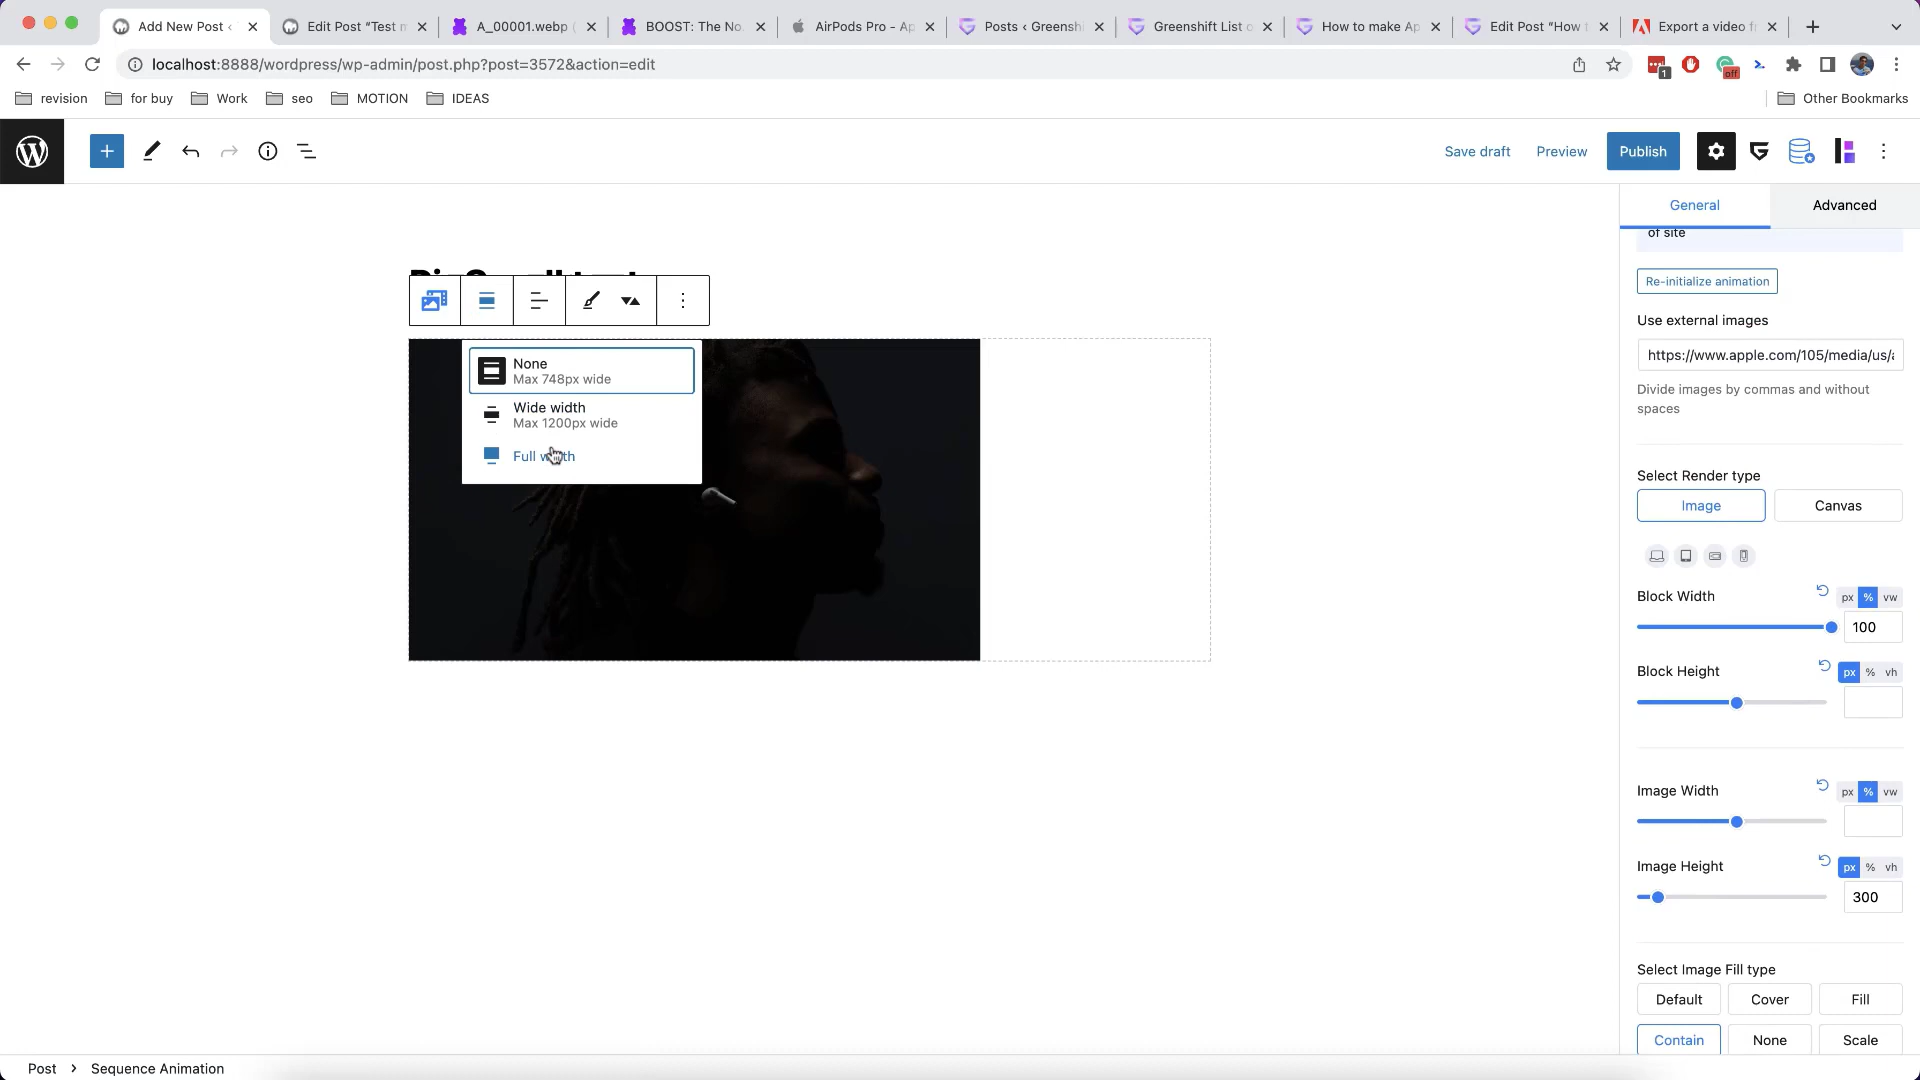 Add New Post ‹
Edit Post “Test m
A_00001.webp (
BOOST: The No
AirPods Pro - Ap
Posts ‹ Greenshi
Greenshift List o
How to make Ap
Edit Post “How t
Export a video f
localhost:8888/wordpress/wp-admin/post.php?post=3572&action=edit
1
off
revision
for buy
Work
seo
MOTION
IDEAS
Other Bookmarks
Save draft
Preview
Publish
General
Advanced
of site
Re-initialize animation
Use external images
https://www.apple.com/105/media/us/a
Divide images by commas and without
spaces
None
Max 748px wide
Wide width
Max 1200px wide
Full width
Select Render type
Image
Canvas
Block Width
px % vw
100
Block Height
px % vh
Image Width
px % vw
Image Height
px % vh
300
Select Image Fill type
Default
Cover
Fill
Contain
None
Scale
Post
Sequence Animation